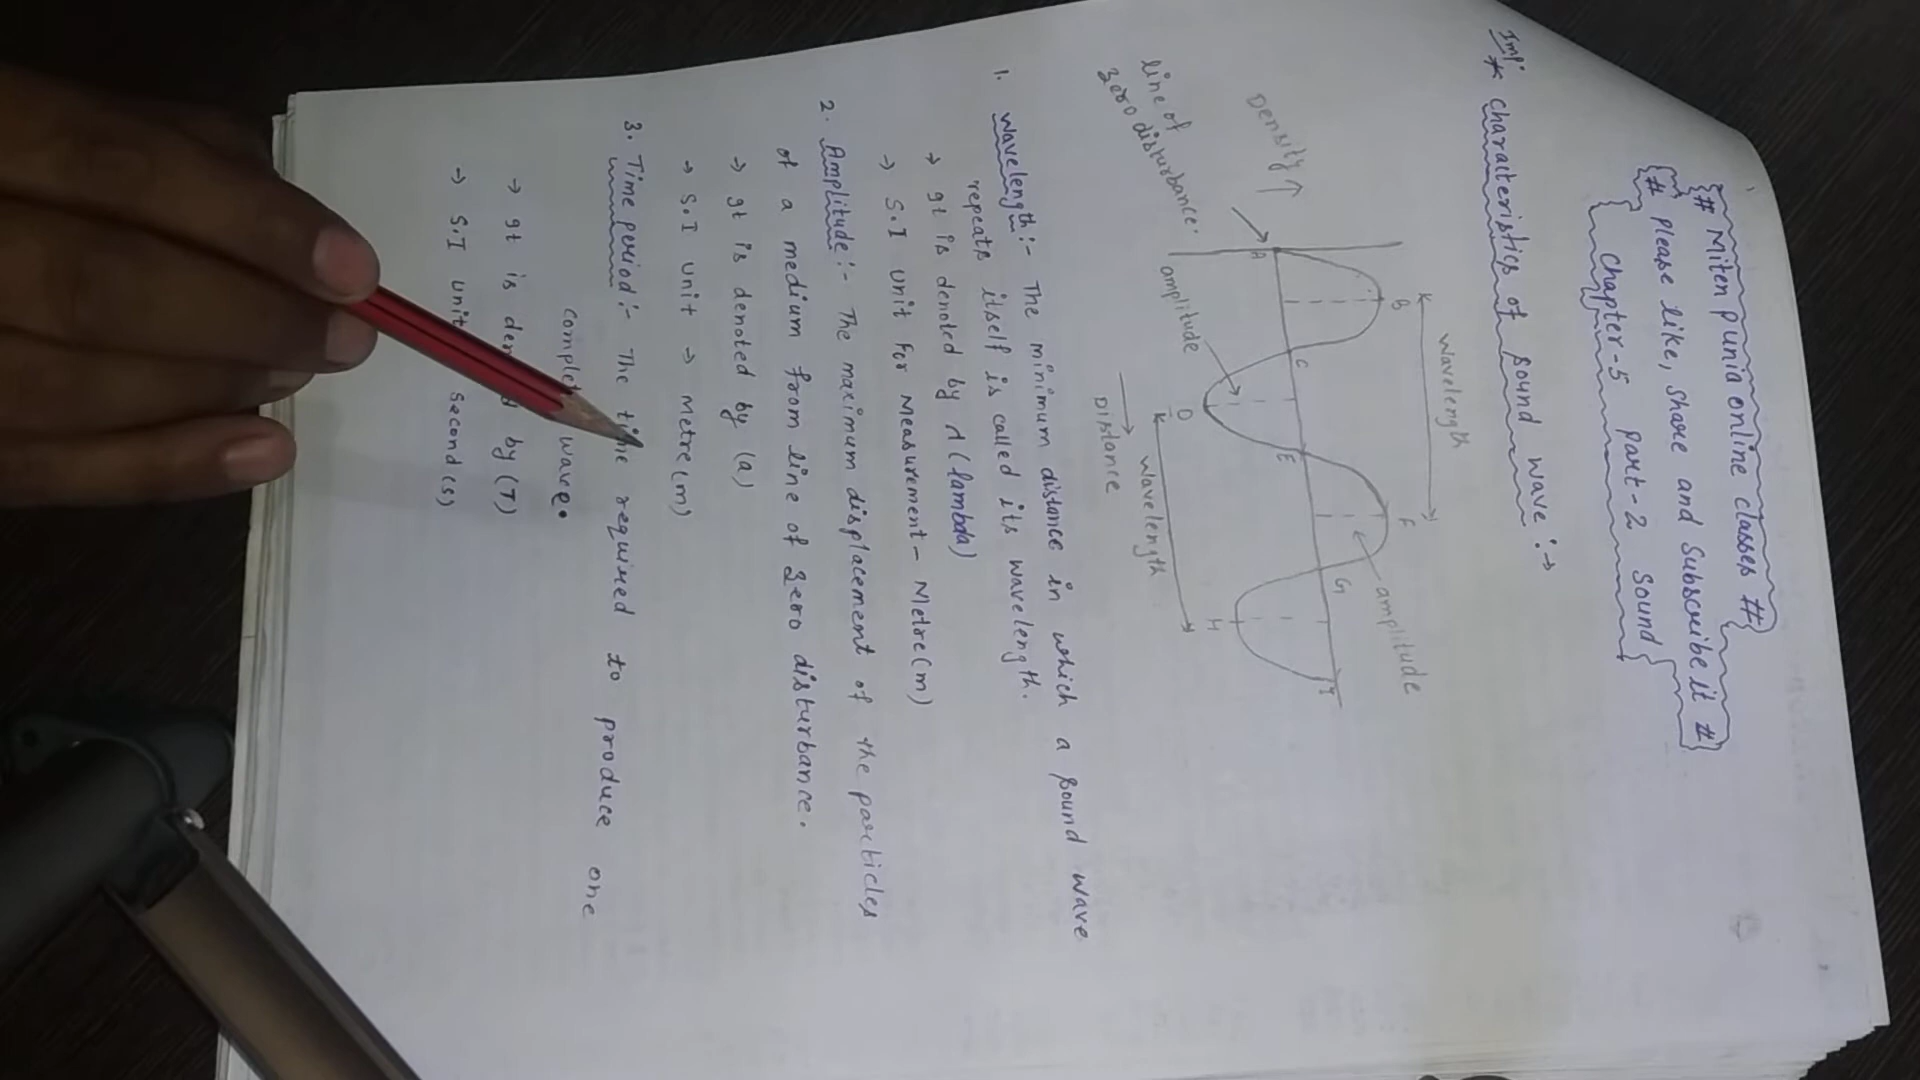 # Miten punia online classes #
# please like, share and Subscribe it #
chapter-5 part-2 Sound
Imp:
* characteristics of sound wave :->
Wavelength
B
F
amplitude
Density ↑
A
C
E
G
line of
zero disturbance:
amplitude
D
H
Wavelength
Distance
1. Wavelength:- The minimum distance in which a sound wave
repeats itself is called its wavelength.
-> It is denoted by λ (lambda)
-> S.I unit for measurement - Metre(m)
2. Amplitude:- The maximum displacement of the particles
of a medium from line of zero disturbance.
-> It is denoted by (a)
-> S.I unit -> Metre(m)
3. Time period:- The time required to produce one
complete wave.
-> It is denoted by (T)
-> S.I unit second(s)